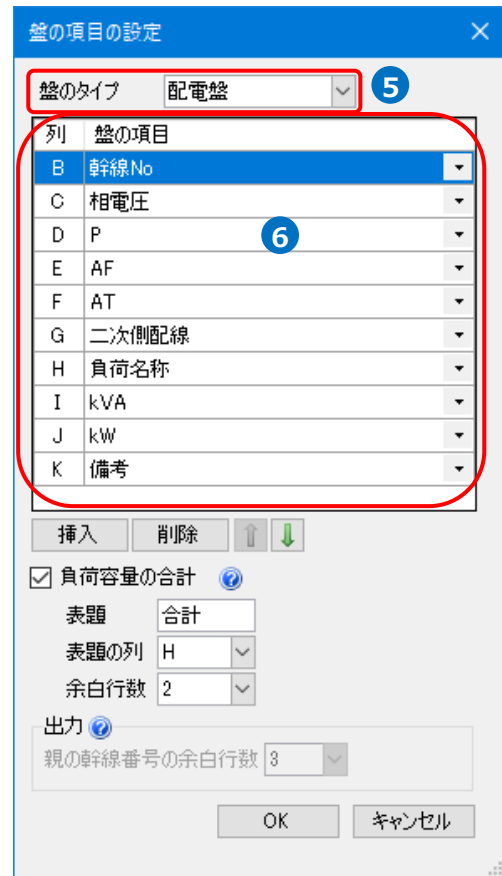 盤の項目の設定
盤のタイプ 配電盤 5
列 盤の項目
B 幹線No
C 相電圧
D P 6
E AF
F AT
G 二次側配線
H 負荷名称
I kVA
J kW
K 備考
挿入 削除
負荷容量の合計
表題 合計
表題の列 H
余白行数 2
出力
親の幹線番号の余白行数 3
OK キャンセル